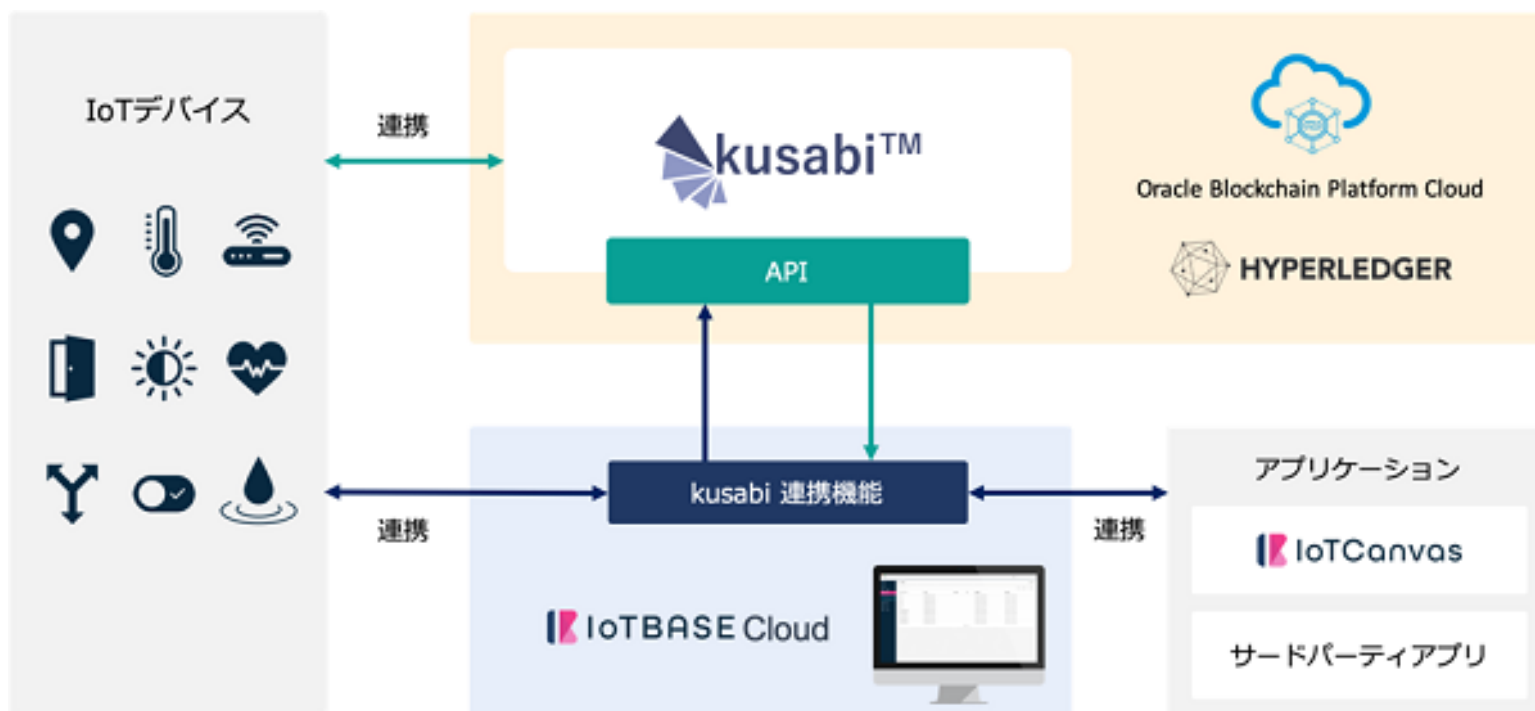 IoTデバイス
連携
kusabi™
API
Oracle Blockchain Platform Cloud
HYPERLEDGER
連携
kusabi 連携機能
IoTBASE Cloud
連携
アプリケーション
IoTCanvas
サードパーティアプリ